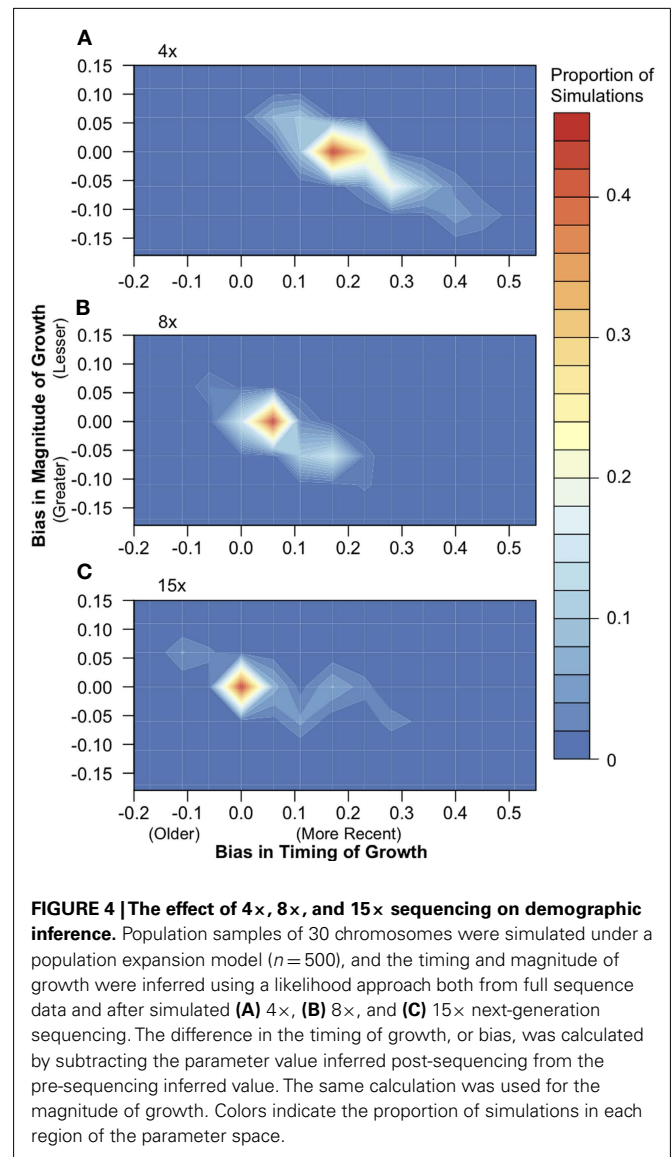 A
4x
Proportion of
Simulations
0.15
0.10
0.05
0.00
-0.05
-0.10
-0.15
-0.2 -0.1 0.0 0.1 0.2 0.3 0.4 0.5
B
8x
0.15
0.10
0.05
0.00
-0.05
-0.10
-0.15
-0.2 -0.1 0.0 0.1 0.2 0.3 0.4 0.5
C
15x
0.15
0.10
0.05
0.00
-0.05
-0.10
-0.15
-0.2 -0.1 0.0 0.1 0.2 0.3 0.4 0.5
(Older) (More Recent)
Bias in Timing of Growth
Bias in Magnitude of Growth
(Greater) (Lesser)
0.4
0.3
0.2
0.1
0
FIGURE 4 | The effect of 4×, 8×, and 15× sequencing on demographic
inference. Population samples of 30 chromosomes were simulated under a
population expansion model (n = 500), and the timing and magnitude of
growth were inferred using a likelihood approach both from full sequence
data and after simulated (A) 4×, (B) 8×, and (C) 15× next-generation
sequencing. The difference in the timing of growth, or bias, was calculated
by subtracting the parameter value inferred post-sequencing from the
pre-sequencing inferred value. The same calculation was used for the
magnitude of growth. Colors indicate the proportion of simulations in each
region of the parameter space.